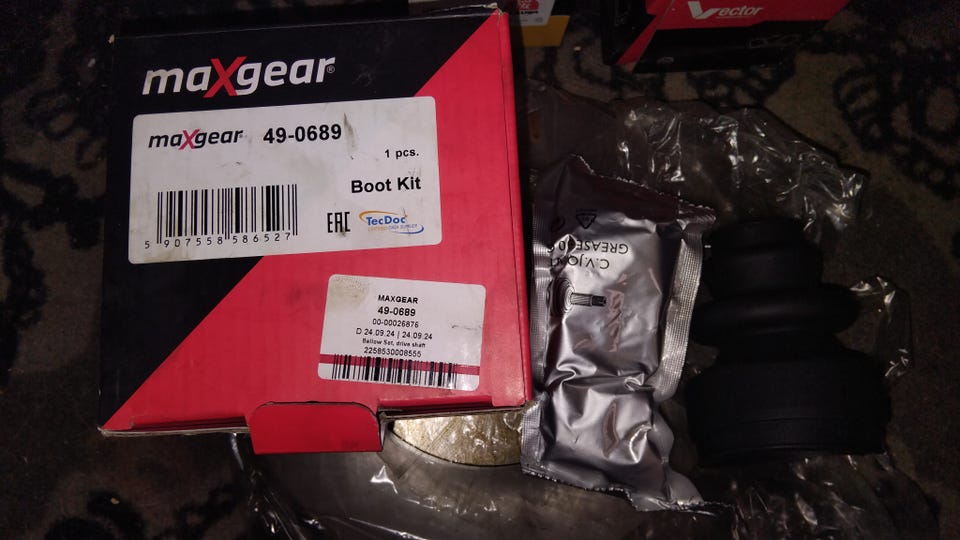 maxgear®
maxgear 49-0689
1 pcs.
Boot Kit
EAC TecDoc
5 907558 586527
MAXGEAR
49-0689
00-00026876
D 24.09.24 | 24.09.24
Bellow Set, drive shaft
2258530008555
Vector
C.V.JOINT
GREASE